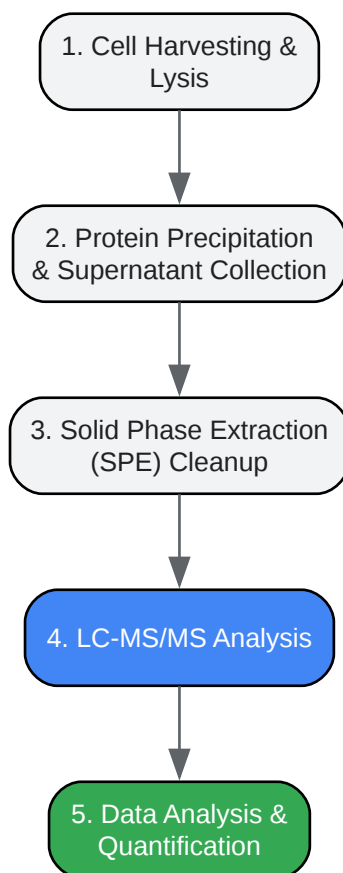 1. Cell Harvesting &
Lysis
2. Protein Precipitation
& Supernatant Collection
3. Solid Phase Extraction
(SPE) Cleanup
4. LC-MS/MS Analysis
5. Data Analysis &
Quantification